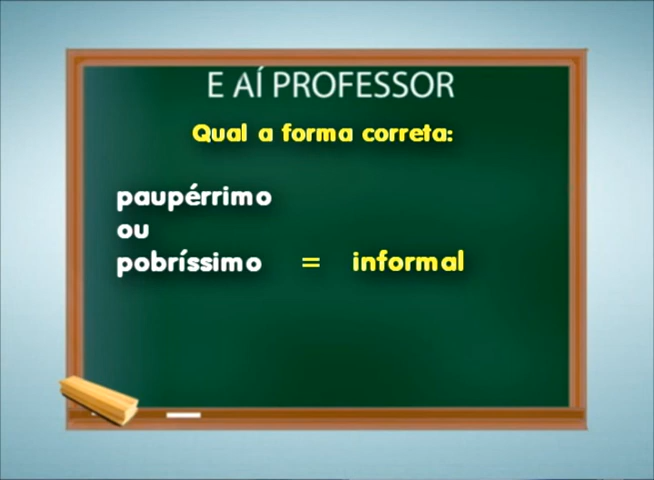 E AÍ PROFESSOR
Qual a forma correta:
paupérrimo
ou
pobríssimo = informal